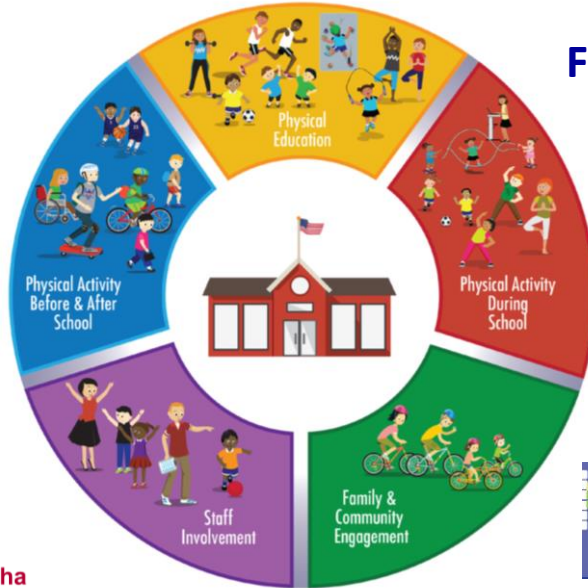 F
Physical
Education
Physical Activity
Before & After
School
Physical Activity
During
School
Staff
Involvement
Family &
Community
Engagement
ha